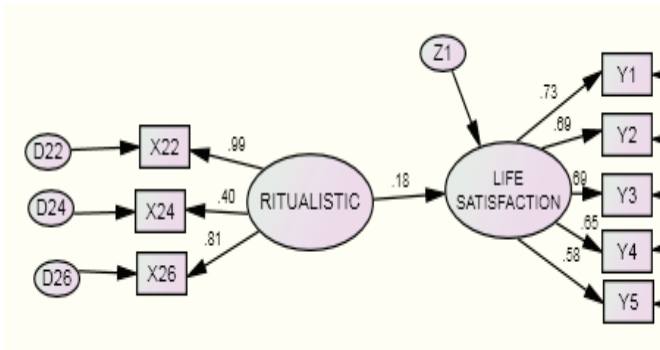 Z1
Y1
.73
D22
X22
.99
.69
Y2
D24
X24
.40
RITUALISTIC
.18
LIFE
SATISFACTION
.69
Y3
D26
X26
.81
.65
Y4
.58
Y5